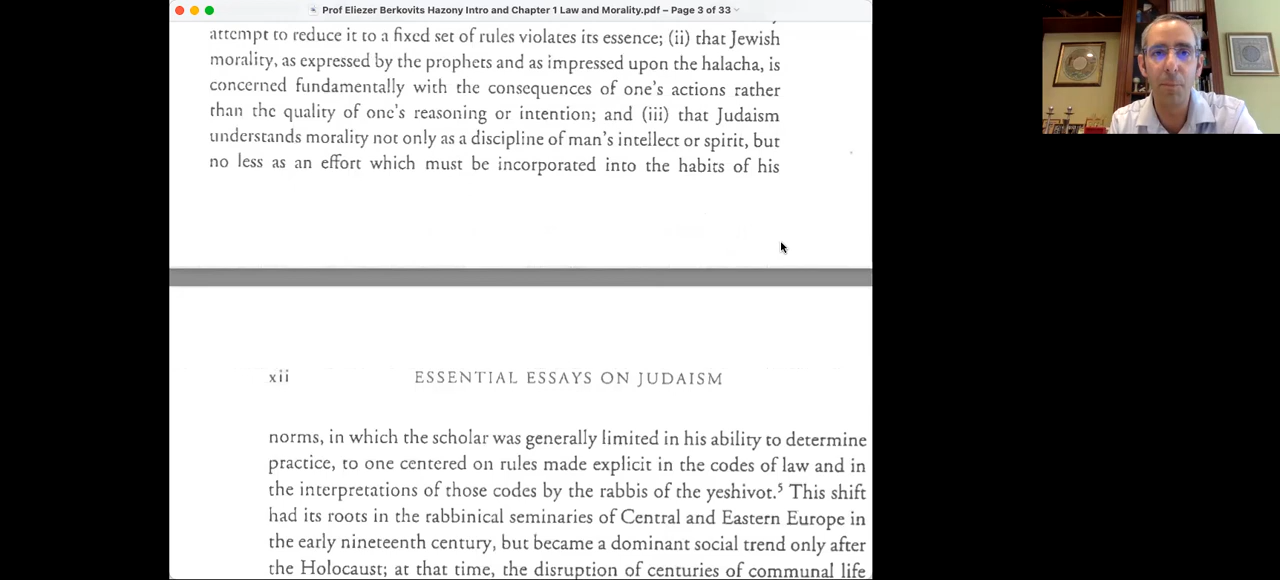 Prof Eliezer Berkovits Hazony Intro and Chapter 1 Law and Morality.pdf – Page 3 of 33
attempt to reduce it to a fixed set of rules violates its essence; (ii) that Jewish
morality, as expressed by the prophets and as impressed upon the halacha, is
concerned fundamentally with the consequences of one's actions rather
than the quality of one's reasoning or intention; and (iii) that Judaism
understands morality not only as a discipline of man's intellect or spirit, but
no less as an effort which must be incorporated into the habits of his
xii ESSENTIAL ESSAYS ON JUDAISM
norms, in which the scholar was generally limited in his ability to determine
practice, to one centered on rules made explicit in the codes of law and in
the interpretations of those codes by the rabbis of the yeshivot.⁵ This shift
had its roots in the rabbinical seminaries of Central and Eastern Europe in
the early nineteenth century, but became a dominant social trend only after
the Holocaust; at that time, the disruption of centuries of communal life